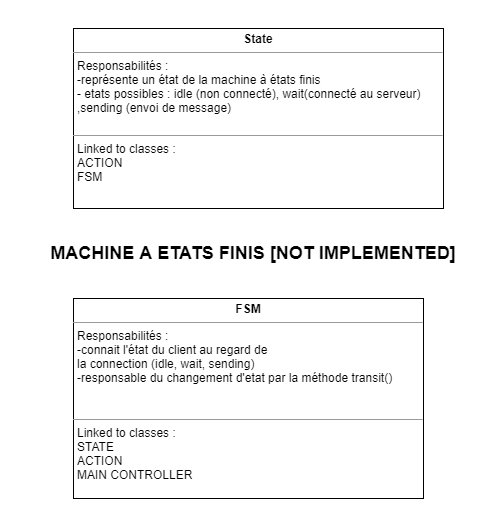 State
Responsabilités :
-représente un état de la machine à états finis
- etats possibles : idle (non connecté), wait(connecté au serveur)
,sending (envoi de message)
Linked to classes :
ACTION
FSM
MACHINE A ETATS FINIS [NOT IMPLEMENTED]
FSM
Responsabilités :
-connait l'état du client au regard de
la connection (idle, wait, sending)
-responsable du changement d'etat par la méthode transit()
Linked to classes :
STATE
ACTION
MAIN CONTROLLER